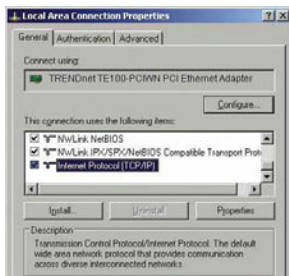 Local Area Connection Properties
General Authentication Advanced
Connect using:
TRENDnet TE100-PCIWN PCI Ethernet Adapter
Configure...
This connection uses the following items:
NWLink NetBIOS
NWLink IPX/SPX/NetBIOS Compatible Transport Prot
Internet Protocol (TCP/IP)
Install... Uninstall Properties
Description
Transmission Control Protocol/Internet Protocol. The default
wide area network protocol that provides communication
across diverse interconnected networks.